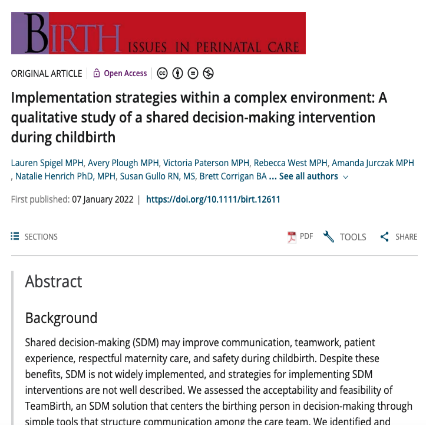 BIRTH ISSUES IN PERINATAL CARE
ORIGINAL ARTICLE | Open Access |
Implementation strategies within a complex environment: A
qualitative study of a shared decision-making intervention
during childbirth
Lauren Spigel MPH, Avery Plough MPH, Victoria Paterson MPH, Rebecca West MPH, Amanda Jurczak MPH
, Natalie Henrich PhD, MPH, Susan Gullo RN, MS, Brett Corrigan BA ... See all authors
First published: 07 January 2022 | https://doi.org/10.1111/birt.12611
SECTIONS PDF TOOLS SHARE
Abstract
Background
Shared decision-making (SDM) may improve communication, teamwork, patient
experience, respectful maternity care, and safety during childbirth. Despite these
benefits, SDM is not widely implemented, and strategies for implementing SDM
interventions are not well described. We assessed the acceptability and feasibility of
TeamBirth, an SDM solution that centers the birthing person in decision-making through
simple tools that structure communication among the care team. We identified and